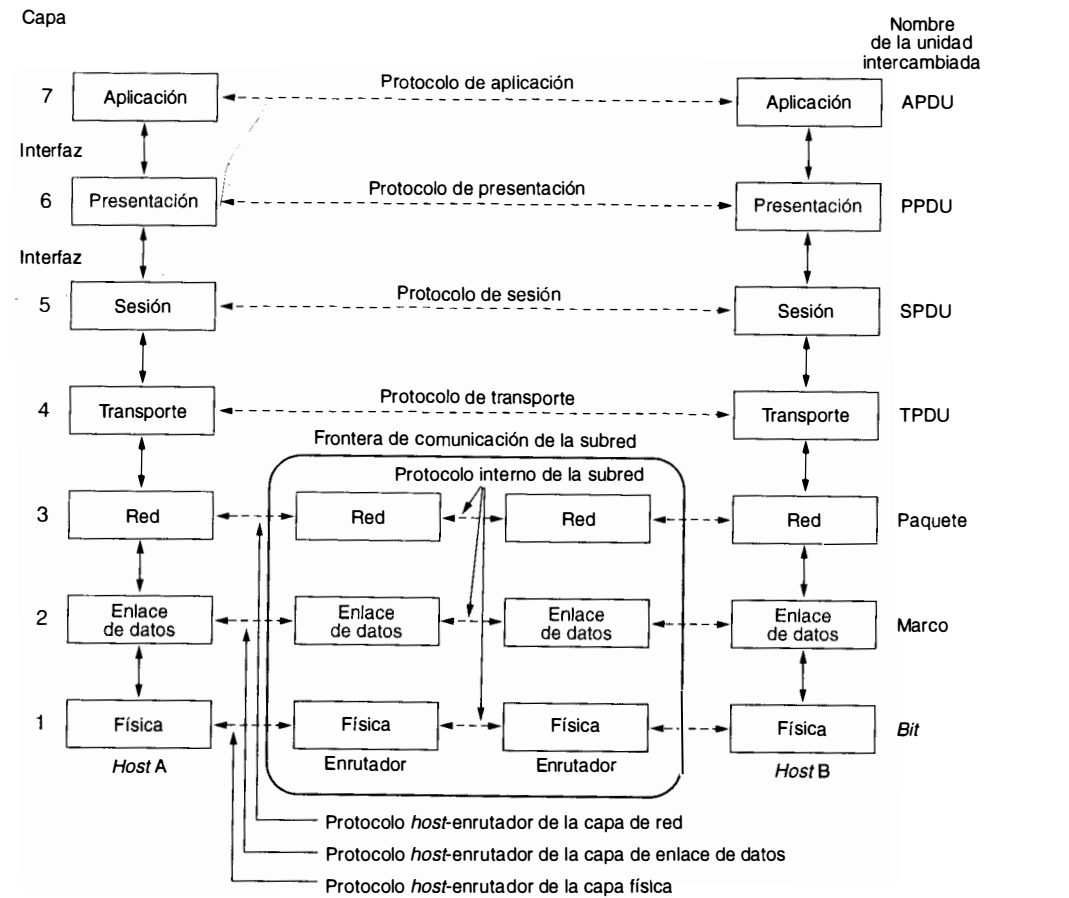 Capa
Nombre
de la unidad
intercambiada
7
Aplicación
Protocolo de aplicación
Aplicación
APDU
Interfaz
6
Presentación
Protocolo de presentación
Presentación
PPDU
Interfaz
5
Sesión
Protocolo de sesión
Sesión
SPDU
4
Transporte
Protocolo de transporte
Transporte
TPDU
Frontera de comunicación de la subred
Protocolo interno de la subred
3
Red
Red
Red
Red
Paquete
2
Enlace
de datos
Enlace
de datos
Enlace
de datos
Enlace
de datos
Marco
1
Física
Física
Física
Física
Bit
Host A
Enrutador
Enrutador
Host B
Protocolo host-enrutador de la capa de red
Protocolo host-enrutador de la capa de enlace de datos
Protocolo host-enrutador de la capa física